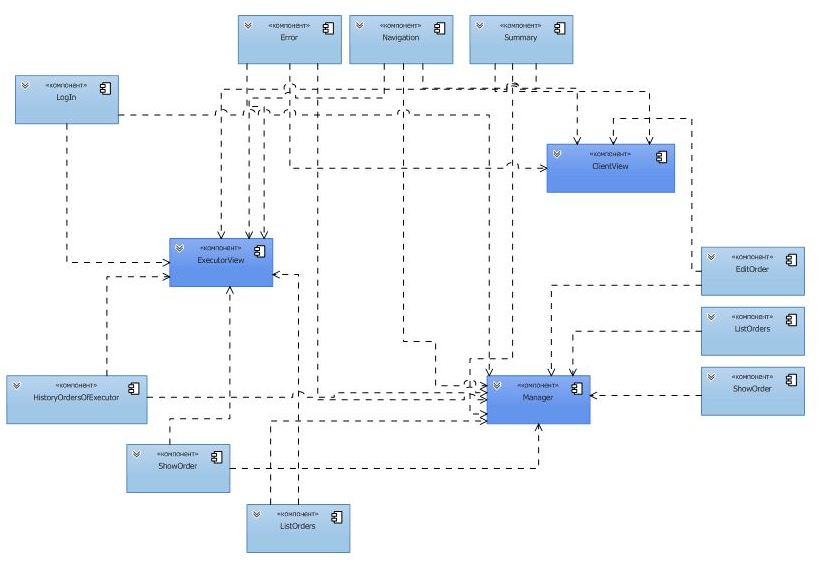 «компонент»
Error
«компонент»
Navigation
«компонент»
Summary
«компонент»
LogIn
«компонент»
ClientView
«компонент»
ExecutorView
«компонент»
EditOrder
«компонент»
ListOrders
«компонент»
ShowOrder
«компонент»
HistoryOrdersOfExecutor
«компонент»
Manager
«компонент»
ShowOrder
«компонент»
ListOrders